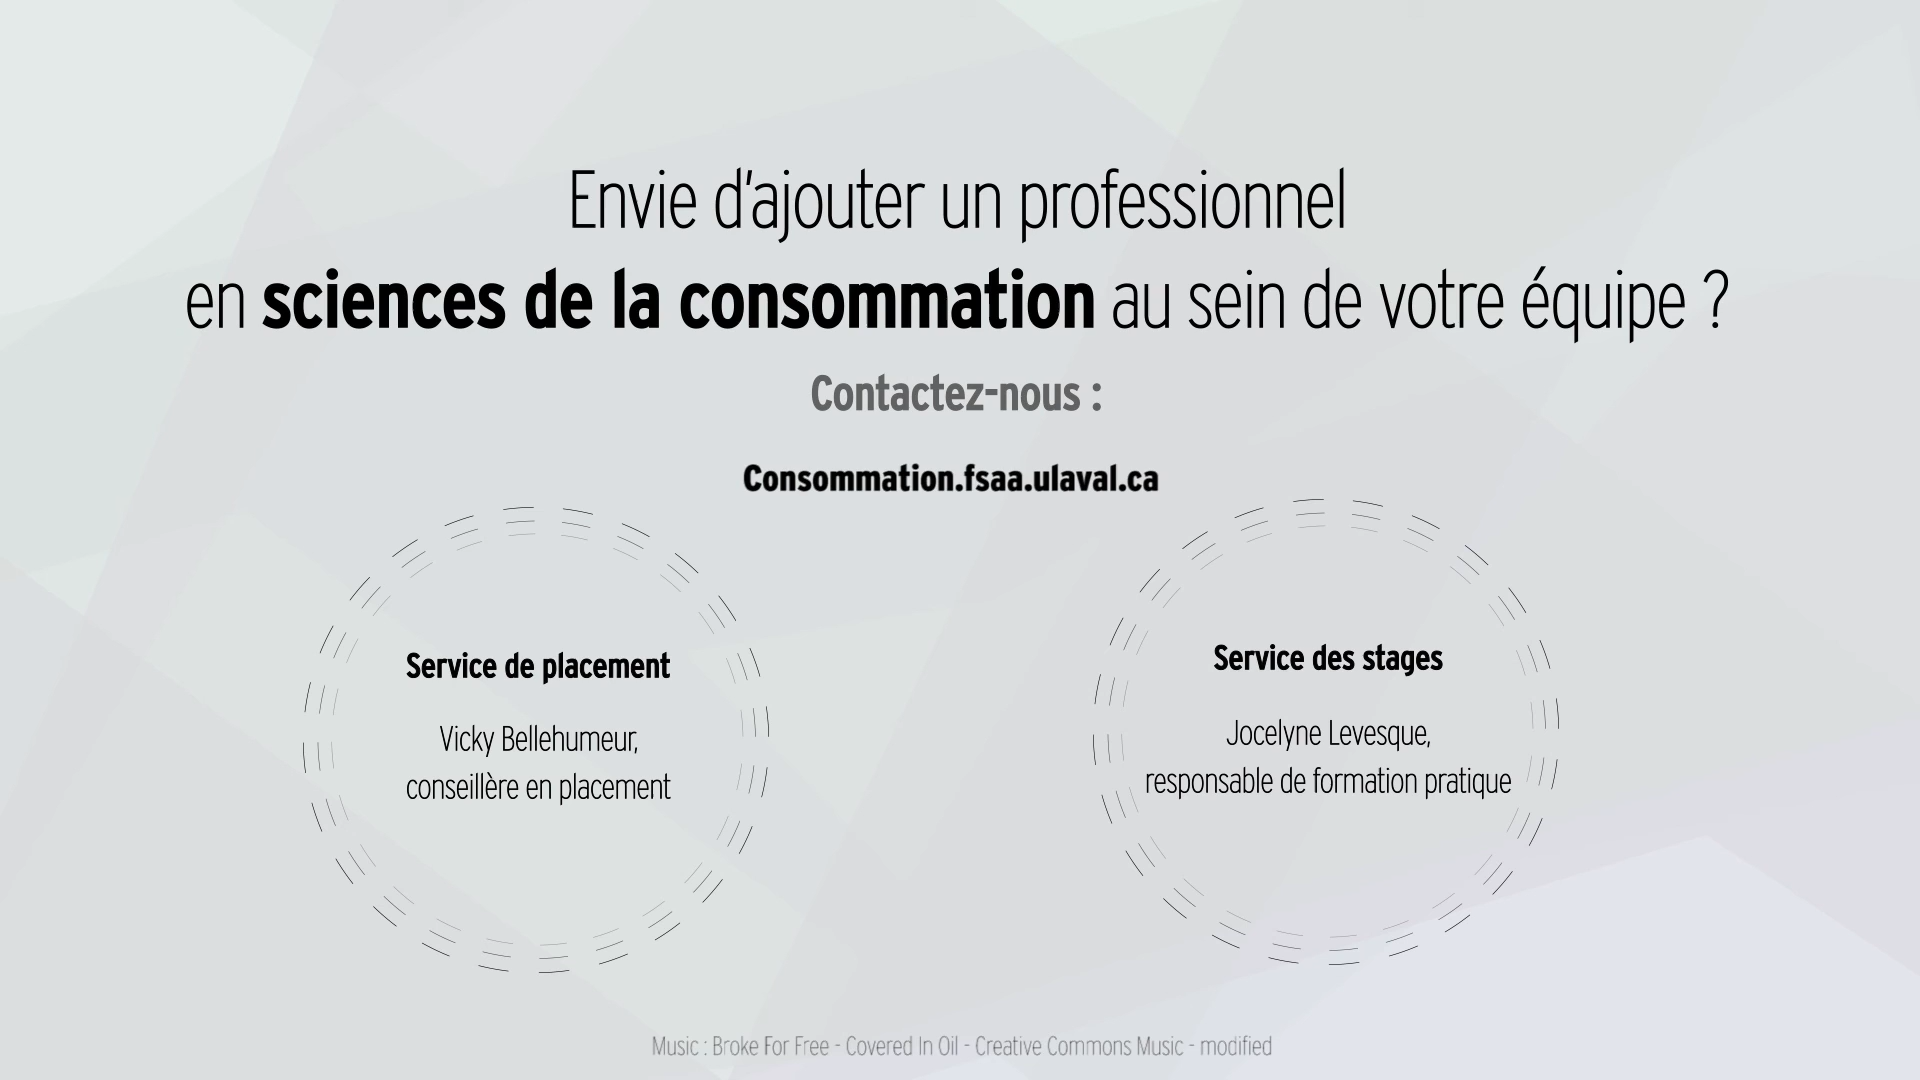 Envie d'ajouter un professionnel
en sciences de la consommation au sein de votre équipe ?
Contactez-nous :
Consommation.fsaa.ulaval.ca
Service de placement
Vicky Bellehumeur,
conseillère en placement
Service des stages
Jocelyne Levesque,
responsable de formation pratique
Music : Broke For Free - Covered In Oil - Creative Commons Music - modified